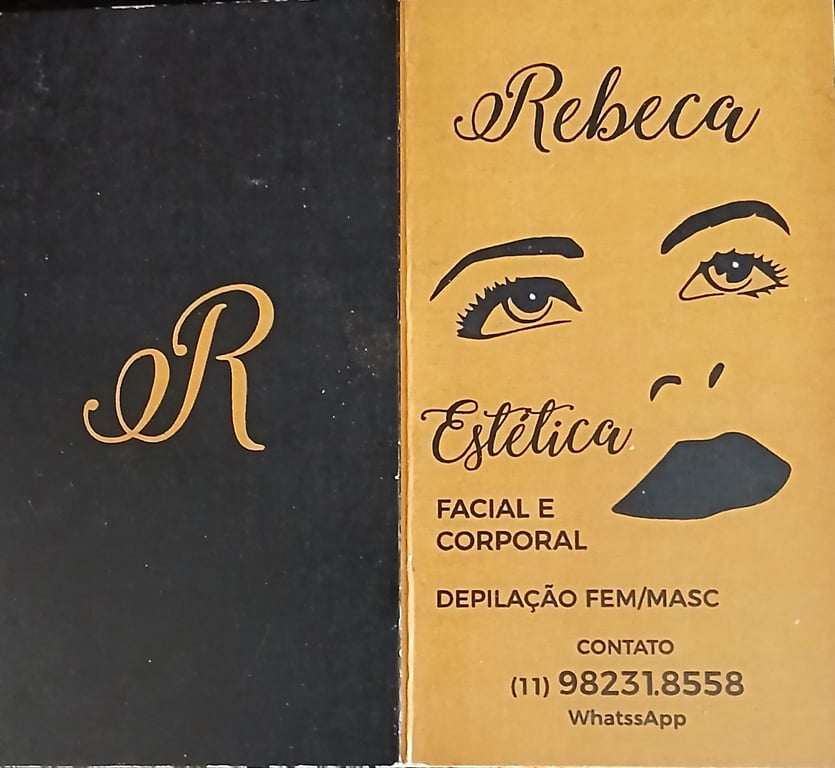 R
Rebeca
Estética
FACIAL E
CORPORAL
DEPILAÇÃO FEM/MASC
CONTATO
(11) 98231.8558
WhatssApp